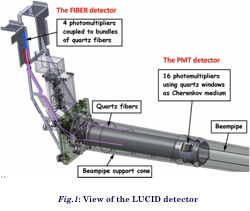 The FIBER detector
4 photomultipliers
coupled to bundles
of quartz fibers
The PMT detector
16 photomultipliers
using quartz windows
as Cherenkov medium
Quartz fibers
Beampipe
Beampipe support cone
Fig.1: View of the LUCID detector